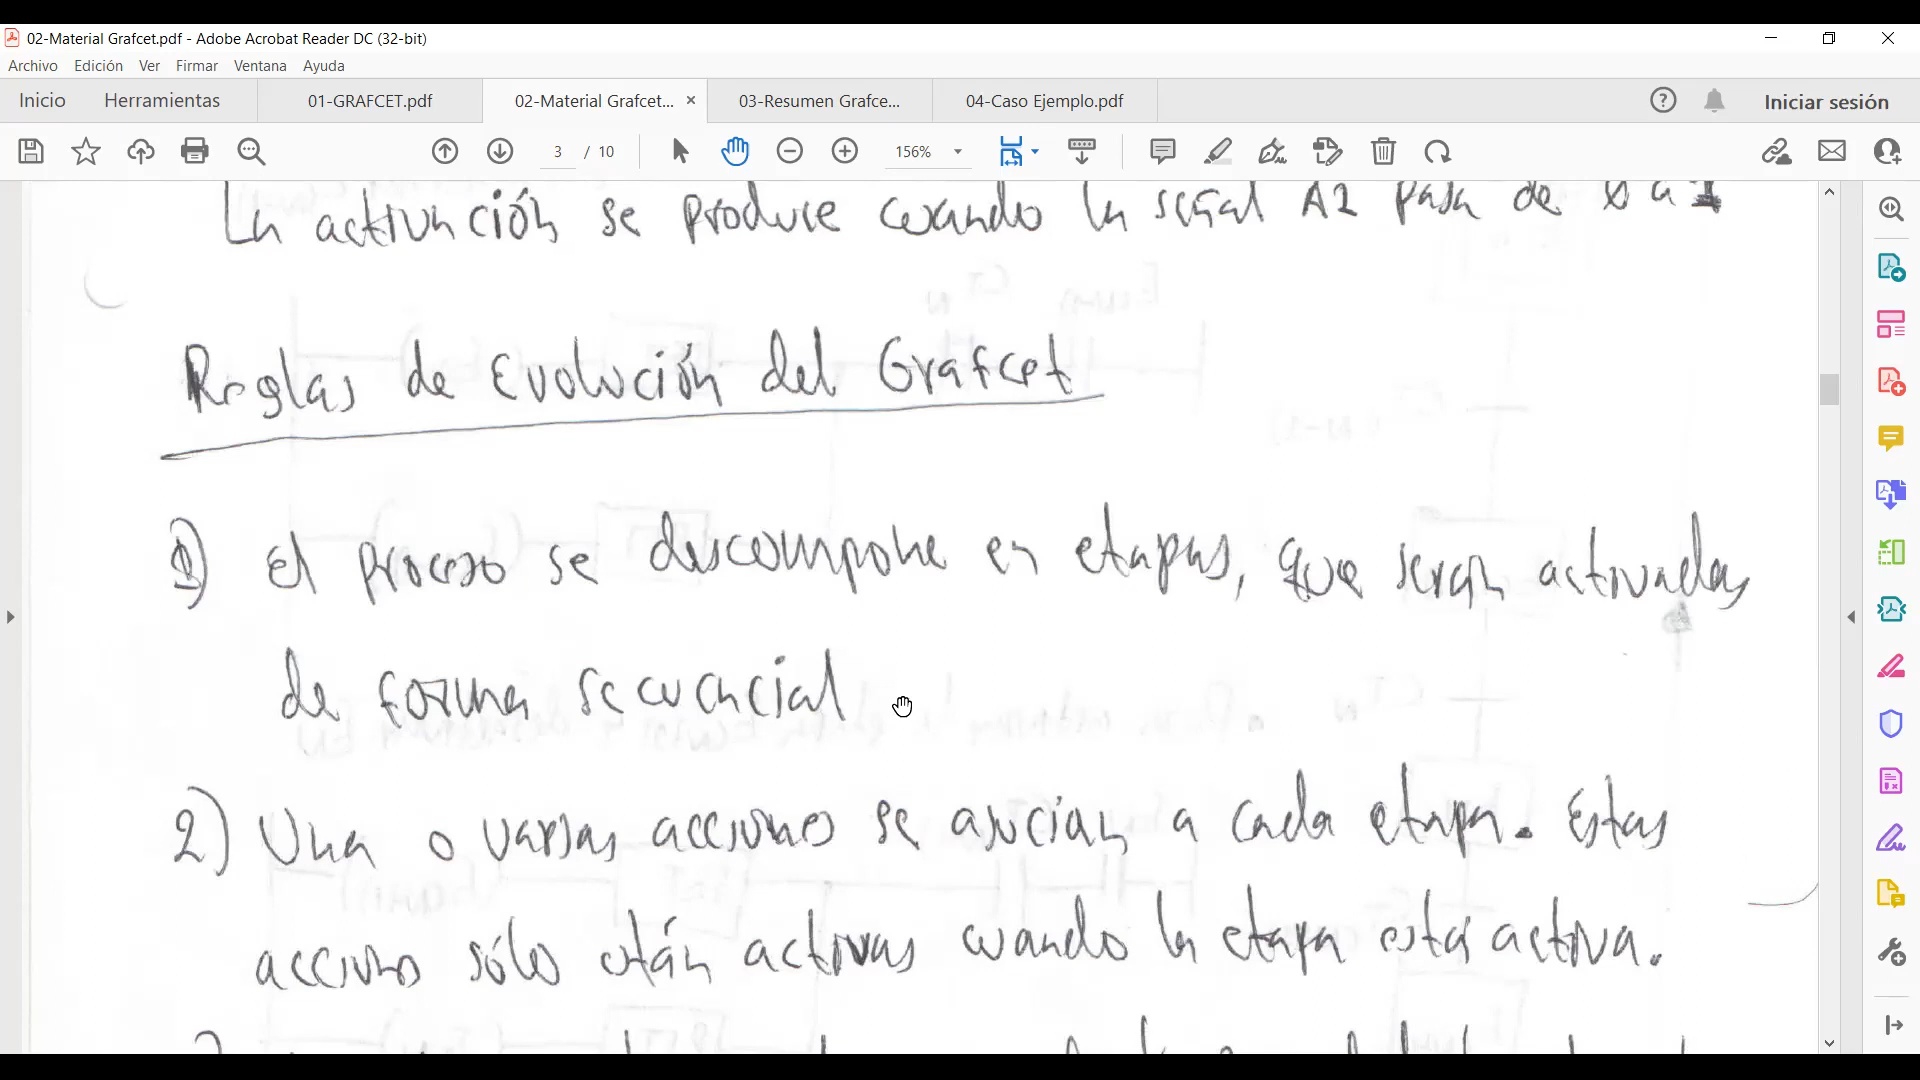 02-Material Grafcet.pdf - Adobe Acrobat Reader DC (32-bit)
Archivo Edición Ver Firmar Ventana Ayuda
Inicio Herramientas 01-GRAFCET.pdf 02-Material Grafcet... × 03-Resumen Grafce... 04-Caso Ejemplo.pdf Iniciar sesión
3 / 10 156%
La activación se produce cuando la señal A2 pasa de 0 a 1
Reglas de Evolución del Grafcet
1) El proceso se descompone en etapas, que serán activadas
de forma secuencial
2) Una o varias acciones se asocian a cada etapa. Estas
acciones sólo están activas cuando la etapa está activa.